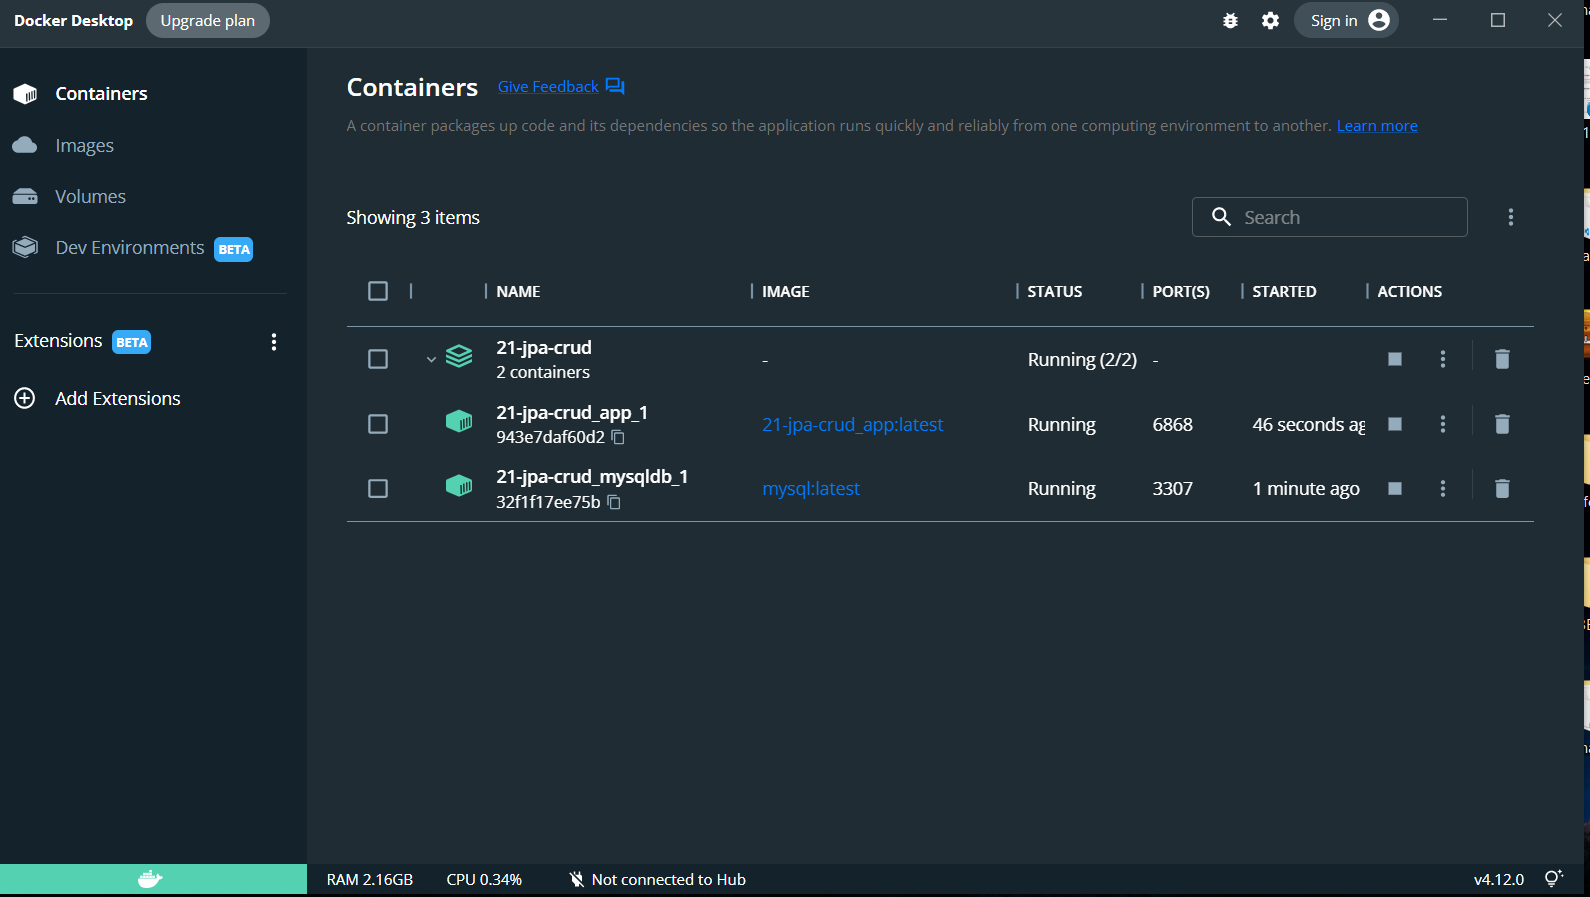 Docker Desktop Upgrade plan Sign in
Containers
Images
Volumes
Dev Environments BETA
Extensions BETA
Add Extensions
Containers Give Feedback
A container packages up code and its dependencies so the application runs quickly and reliably from one computing environment to another. Learn more
Showing 3 items Search
NAME IMAGE STATUS PORT(S) STARTED ACTIONS
21-jpa-crud - Running (2/2) -
2 containers
21-jpa-crud_app_1 21-jpa-crud_app:latest Running 6868 46 seconds ag
943e7daf60d2
21-jpa-crud_mysqldb_1 mysql:latest Running 3307 1 minute ago
32f1f17ee75b
RAM 2.16GB CPU 0.34% Not connected to Hub v4.12.0